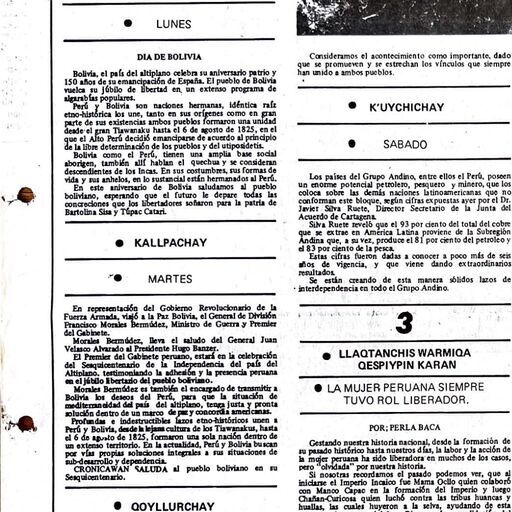 LUNES
DIA DE BOLIVIA
Bolivia, el país del altiplano celebra su aniversario patrio y
150 años de su emancipación de España. El pueblo de Bolivia
vuelca su júbilo de libertad en un extenso programa de
algarabías populares.
Perú y Bolivia son naciones hermanas, idéntica raíz
etno-histórica los une, tanto en sus orígenes como en gran
parte de sus existencias ambos pueblos formaron una unidad
desde el gran Tiawanaku hasta el 6 de agosto de 1825, en el
que el Alto Perú decidió emanciparse de acuerdo al principio
de la libre determinación de los pueblos y del utiposidetis.
Bolivia como el Perú, tienen una amplia base social
aborigen, también allí hablan el quechua y se consideran
descendientes de los Incas. En sus costumbres, sus formas de
vida y sus anhelos, en lo sustancial están hermanados al Perú.
En este aniversario de Bolivia saludamos al pueblo
boliviano, esperando que el futuro le depare todas las
concreciones que los libertadores soñaron para la patria de
Bartolina Sisa y Túpac Catari.
KALLPACHAY
MARTES
En representación del Gobierno Revolucionario de la
Fuerza Armada, viajó a la Paz Bolivia, el General de División
Francisco Morales Bermúdez, Ministro de Guerra y Premier
del Gabinete.
Morales Bermúdez, lleva el saludo del General Juan
Velasco Alvarado al Presidente Hugo Banzer.
El Premier del Gabinete peruano, estará en la celebración
del Sesquicentenario de la Independencia del país del
Altiplano, testimoniando la adhesión y la presencia peruana
en el júbilo libertario del pueblo boliviano.
Morales Bermúdez es también el encargado de transmitir a
Bolivia los deseos del Perú, para que la situación de
mediterraneidad del país del altiplano, tenga justa y pronta
solución dentro de un marco de paz y concordia americanas.
Profundas e indestructibles lazos etno-históricos unen a
Perú y Bolivia, desde la lejana cultura de los Tiawanakus, hasta
el 6 de agosto de 1825, formaron una sola nación dentro de
un extenso territorio. En la actualidad, Perú y Bolivia buscan
por vías propias soluciones integrales a sus situaciones de
sub-desarrollo y dependencia.
CRONICAWAN SALUDA al pueblo boliviano en su
Sesquicentenario.
QOYLLURCHAY
Consideramos el acontecimiento como importante, dado
que se promueven y se estrechan los vínculos que siempre
han unido a ambos pueblos.
K'UYCHICHAY
SABADO
Los países del Grupo Andino, entre ellos el Perú, poseen
un enorme potencial petrolero, pesquero y minero, que los
coloca sobre las demás naciones latinoamericanas que no
conforman este bloque, según cifras expuestas ayer por el Dr.
Javier Silva Ruete, Director Secretario de la Junta del
Acuerdo de Cartagena.
Silva Ruete reveló que el 93 por ciento del total del cobre
que se extrae en América Latina proviene de la Subregión
Andina que, a su vez, produce el 81 por ciento del petróleo y
el 83 por ciento de la pesca.
Estas cifras fueron dadas a conocer a poco más de seis
años de vigencia, y que viene dando extraordinarios
resultados.
Se están creando de esta manera sólidos lazos de
interdependencia en todo el Grupo Andino.
3
LLAQTANCHIS WARMIQA
QESPIYPIN KARAN
LA MUJER PERUANA SIEMPRE
TUVO ROL LIBERADOR.
POR; PERLA BACA
Gestando nuestra historia nacional, desde la formación de
su pasado histórico hasta nuestros días, la labor y la acción de
la mujer peruana ha sido liberadora en muchos de los casos,
pero "olvidada" por nuestra historia.
Si nosotras recordamos el pasado podemos ver, que al
iniciarse el Imperio Incaico fue Mama Ocllo quien colaboró
con Manco Capac en la formación del Imperio y luego
Chañan-Curicosa quien luchó contra las tribus huancas y
huallas, las cuales huyeron a la selva, ayudando de esta